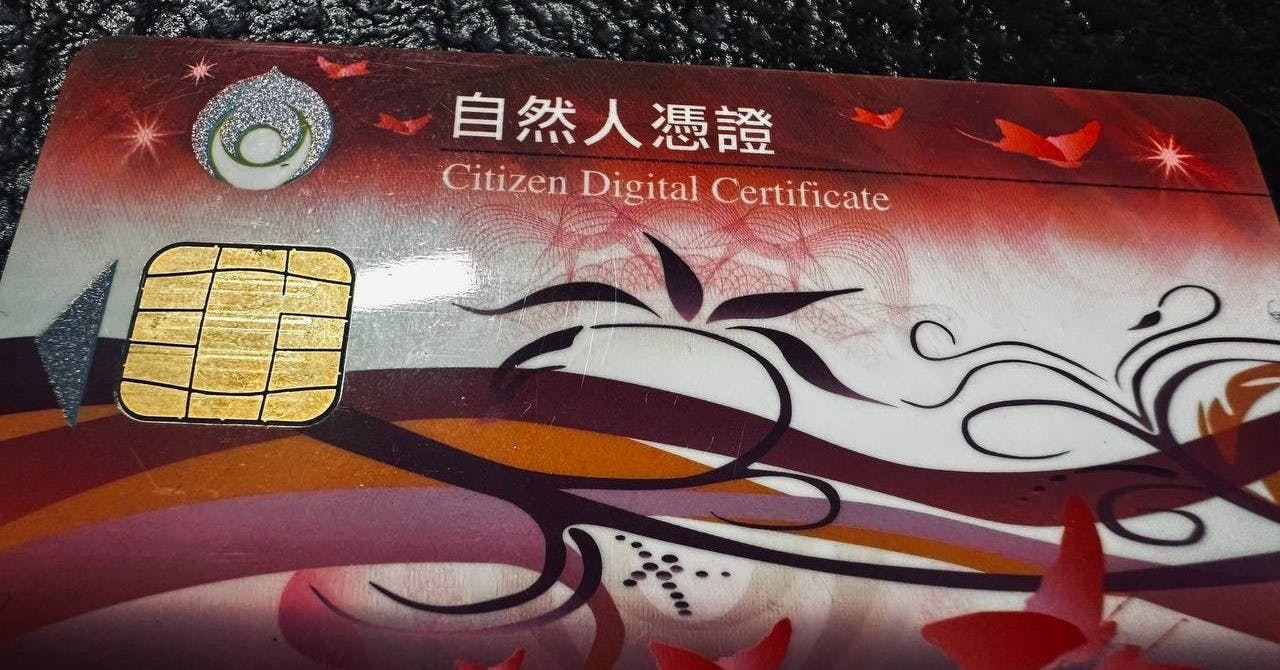 自然人憑證
Citizen Digital Certificate